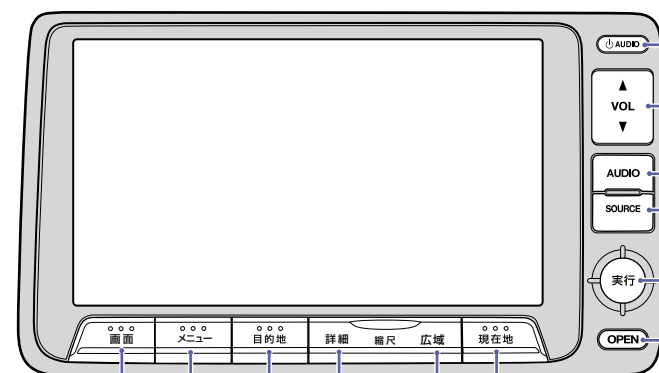 AUDIO
▲
VOL
▼
AUDIO
SOURCE
実行
OPEN
画面
メニュー
目的地
詳細
縮尺
広域
現在地